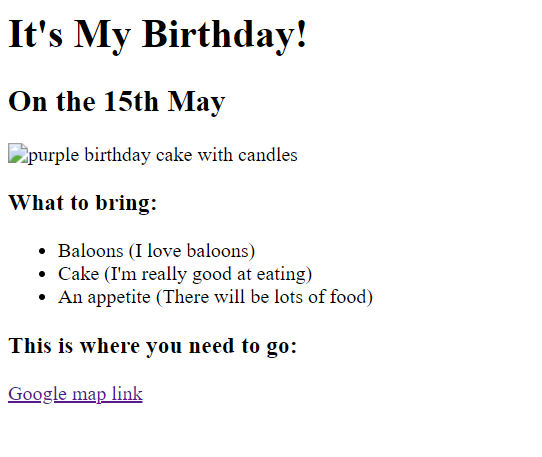 It's My Birthday!
On the 15th May
purple birthday cake with candles
What to bring:
Baloons (I love baloons)
Cake (I'm really good at eating)
An appetite (There will be lots of food)
This is where you need to go:
Google map link